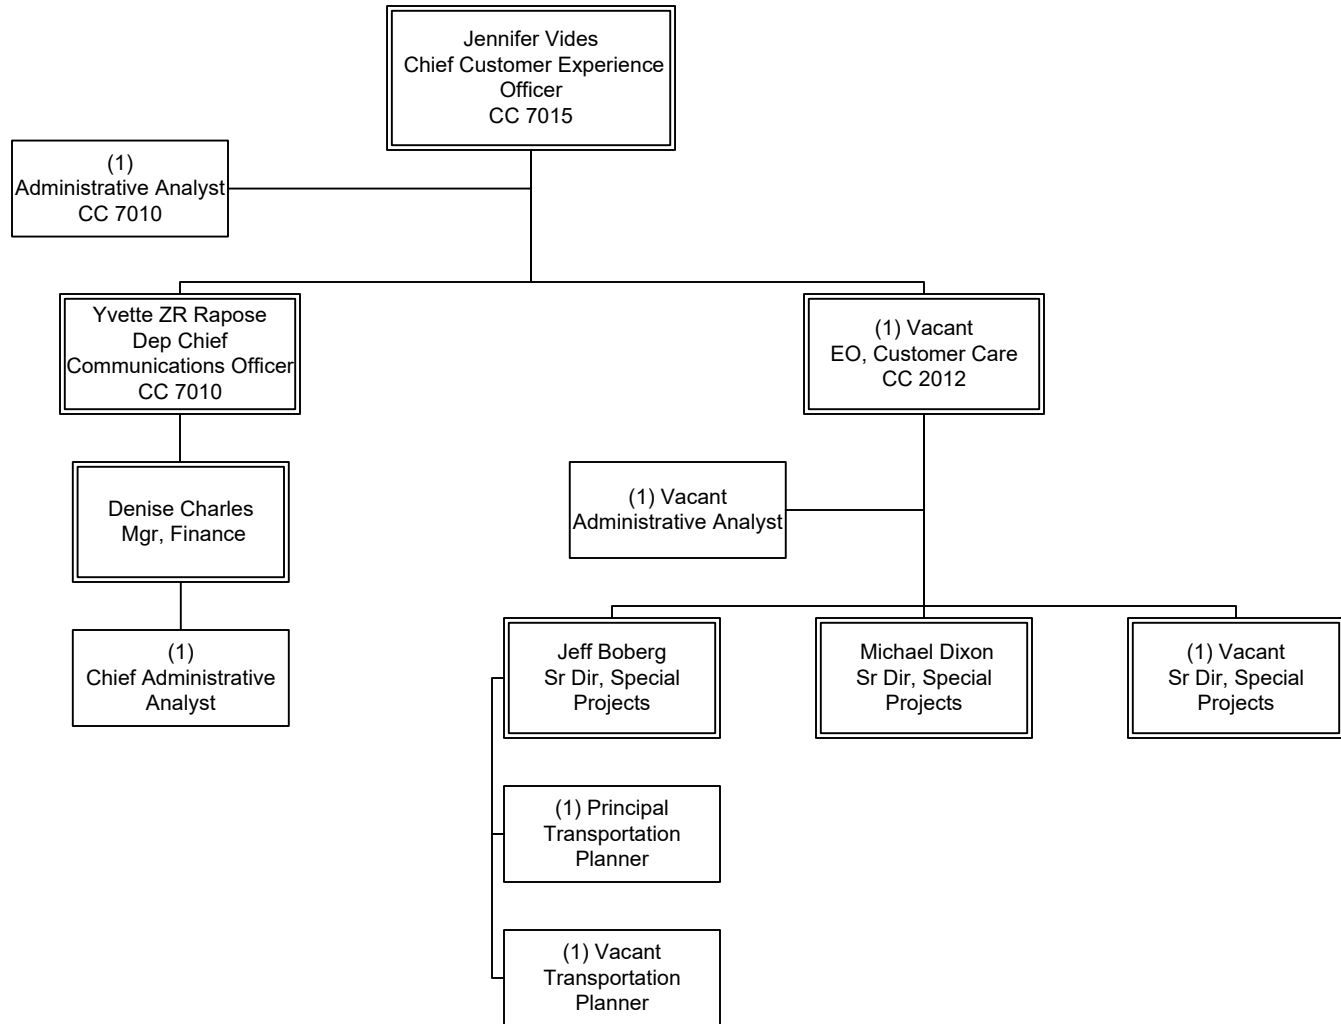 Jennifer Vides
Chief Customer Experience
Officer
CC 7015
(1)
Administrative Analyst
CC 7010
Yvette ZR Rapose
Dep Chief
Communications Officer
CC 7010
(1) Vacant
EO, Customer Care
CC 2012
Denise Charles
Mgr, Finance
(1) Vacant
Administrative Analyst
(1)
Chief Administrative
Analyst
Jeff Boberg
Sr Dir, Special
Projects
Michael Dixon
Sr Dir, Special
Projects
(1) Vacant
Sr Dir, Special
Projects
(1) Principal
Transportation
Planner
(1) Vacant
Transportation
Planner